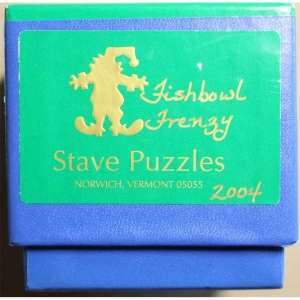 Fishbowl
Frenzy
Stave Puzzles
NORWICH, VERMONT 05055
2004